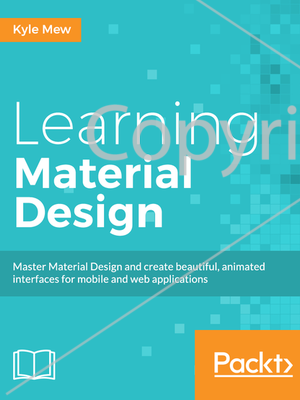 Kyle Mew
Learning
Copyri
Material
Design
Master Material Design and create beautiful, animated
interfaces for mobile and web applications
Packt>